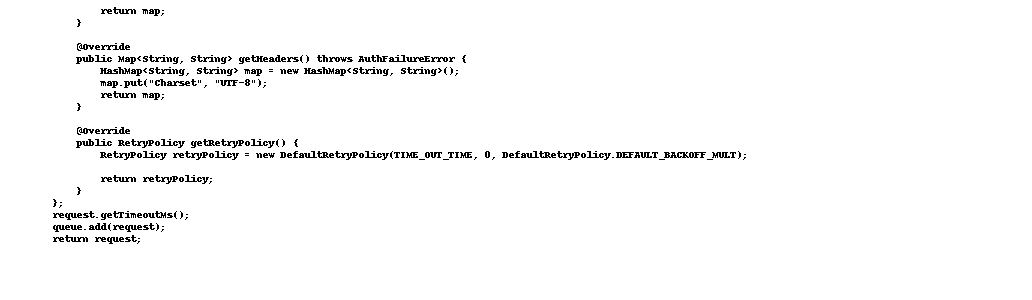 return map;
}
@Override
public Map<String, String> getHeaders() throws AuthFailureError {
HashMap<String, String> map = new HashMap<String, String>();
map.put("Charset", "UTF-8");
return map;
}
@Override
public RetryPolicy getRetryPolicy() {
RetryPolicy retryPolicy = new DefaultRetryPolicy(TIME_OUT_TIME, 0, DefaultRetryPolicy.DEFAULT_BACKOFF_MULT);
return retryPolicy;
}
};
request.getTimeoutMs();
queue.add(request);
return request;